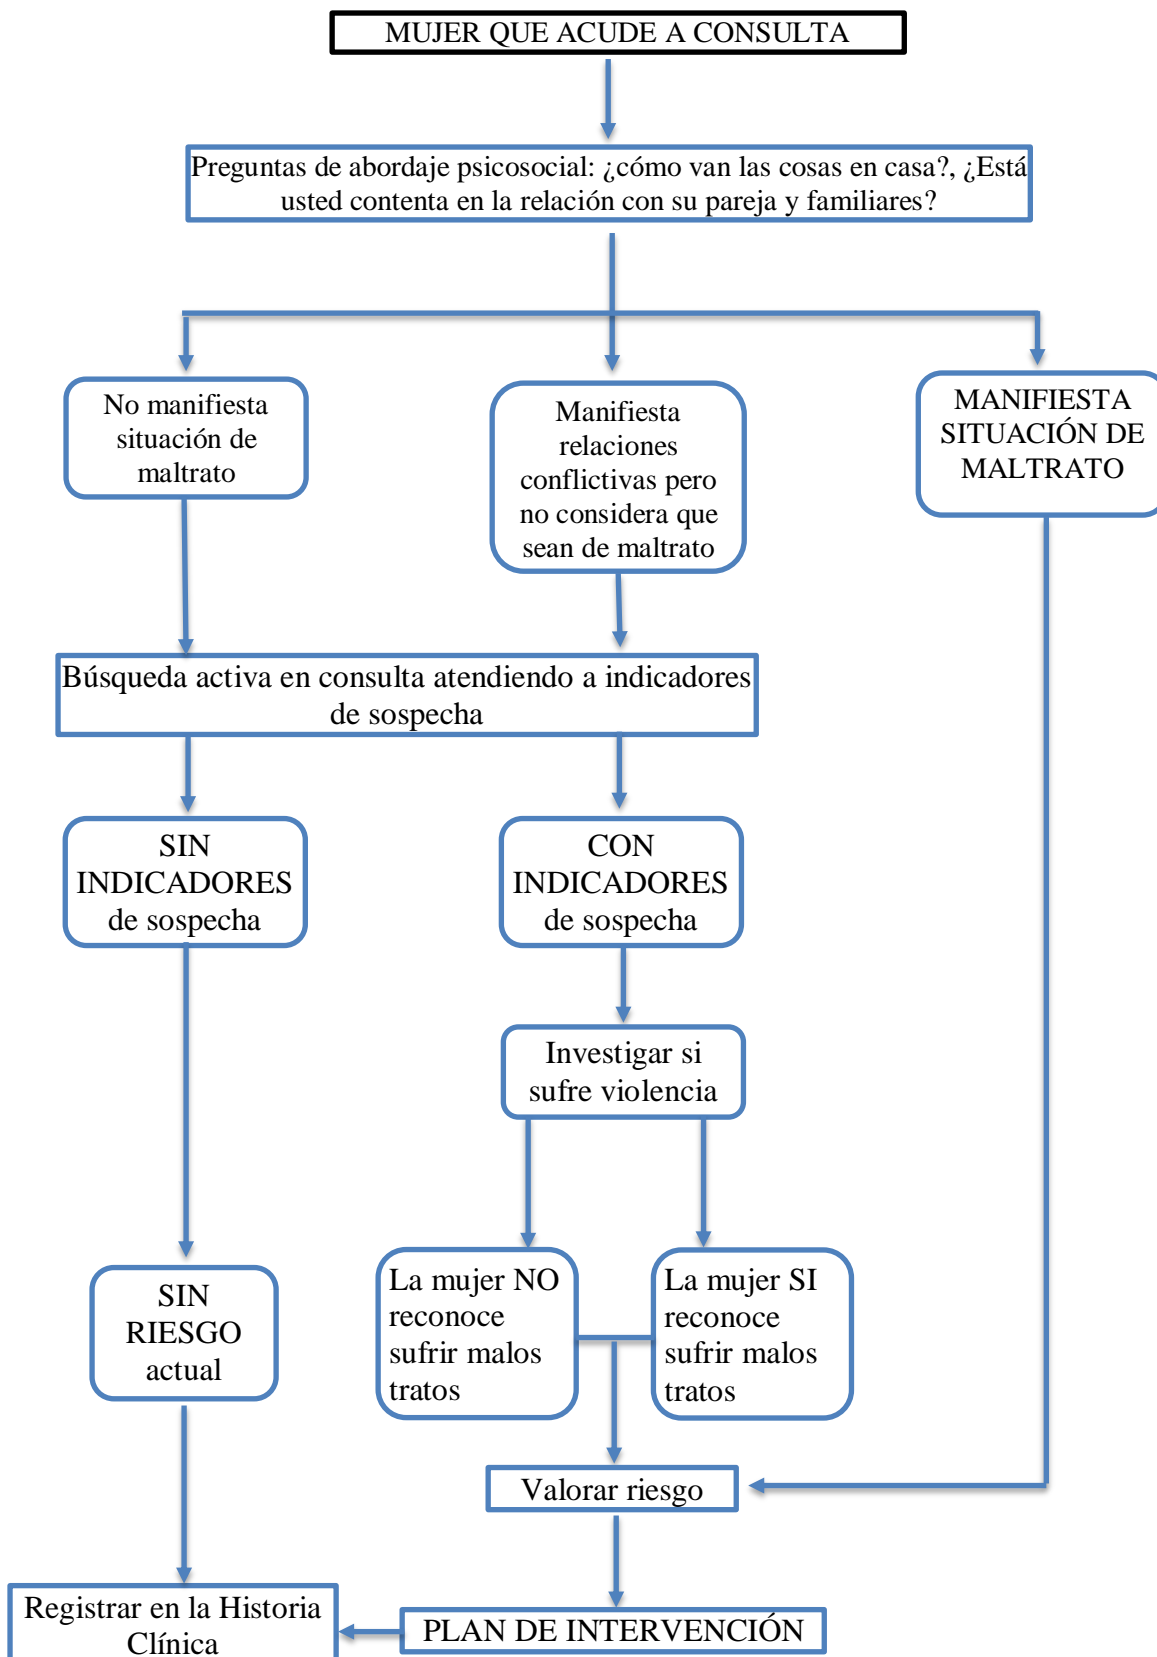 MUJER QUE ACUDE A CONSULTA
Preguntas de abordaje psicosocial: ¿cómo van las cosas en casa?, ¿Está
usted contenta en la relación con su pareja y familiares?
No manifiesta
situación de
maltrato
Manifiesta
relaciones
conflictivas pero
no considera que
sean de maltrato
MANIFIESTA
SITUACIÓN DE
MALTRATO
Búsqueda activa en consulta atendiendo a indicadores
de sospecha
SIN
INDICADORES
de sospecha
CON
INDICADORES
de sospecha
Investigar si
sufre violencia
La mujer NO
reconoce
sufrir malos
tratos
La mujer SI
reconoce
sufrir malos
tratos
SIN
RIESGO
actual
Valorar riesgo
Registrar en la Historia
Clínica
PLAN DE INTERVENCIÓN